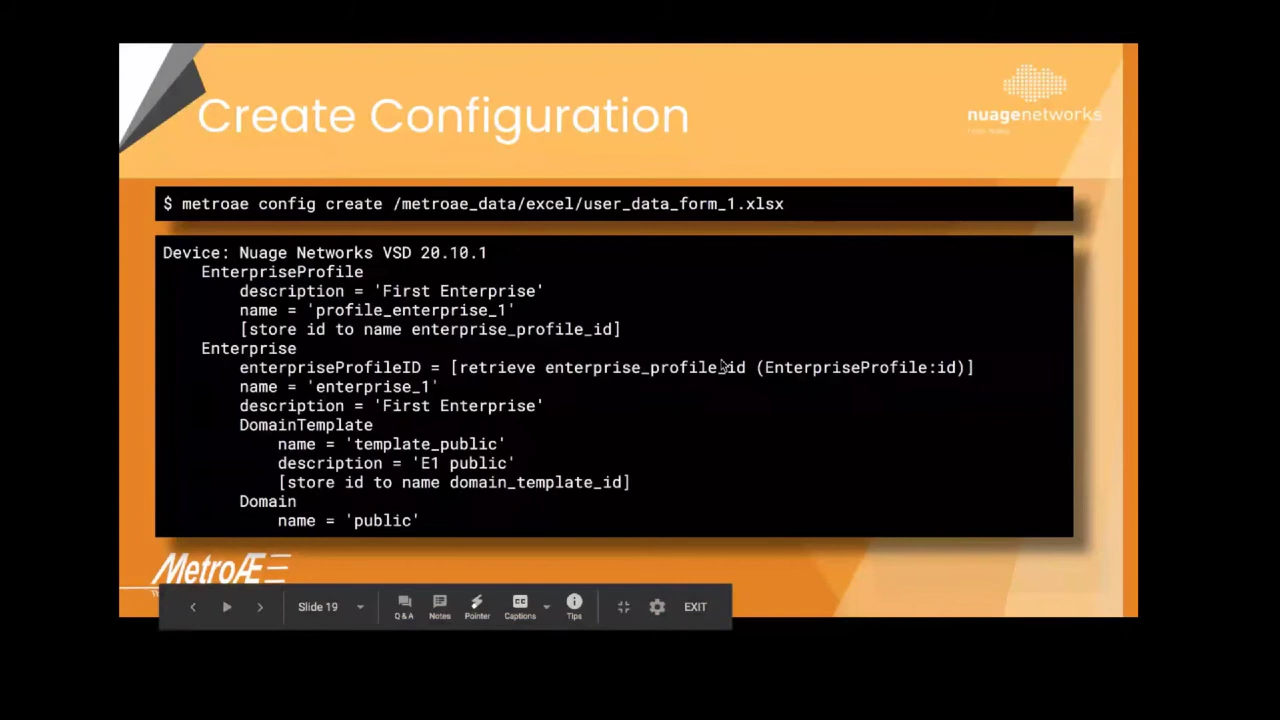 Create Configuration
nuagenetworks
$ metroae config create /metroae_data/excel/user_data_form_1.xlsx
Device: Nuage Networks VSD 20.10.1
EnterpriseProfile
description = 'First Enterprise'
name = 'profile_enterprise_1'
[store id to name enterprise_profile_id]
Enterprise
enterpriseProfileID = [retrieve enterprise_profile_id (EnterpriseProfile:id)]
name = 'enterprise_1'
description = 'First Enterprise'
DomainTemplate
name = 'template_public'
description = 'E1 public'
[store id to name domain_template_id]
Domain
name = 'public'
MetroÆ
Slide 19
Q & A
Notes
Pointer
Captions
Tips
EXIT